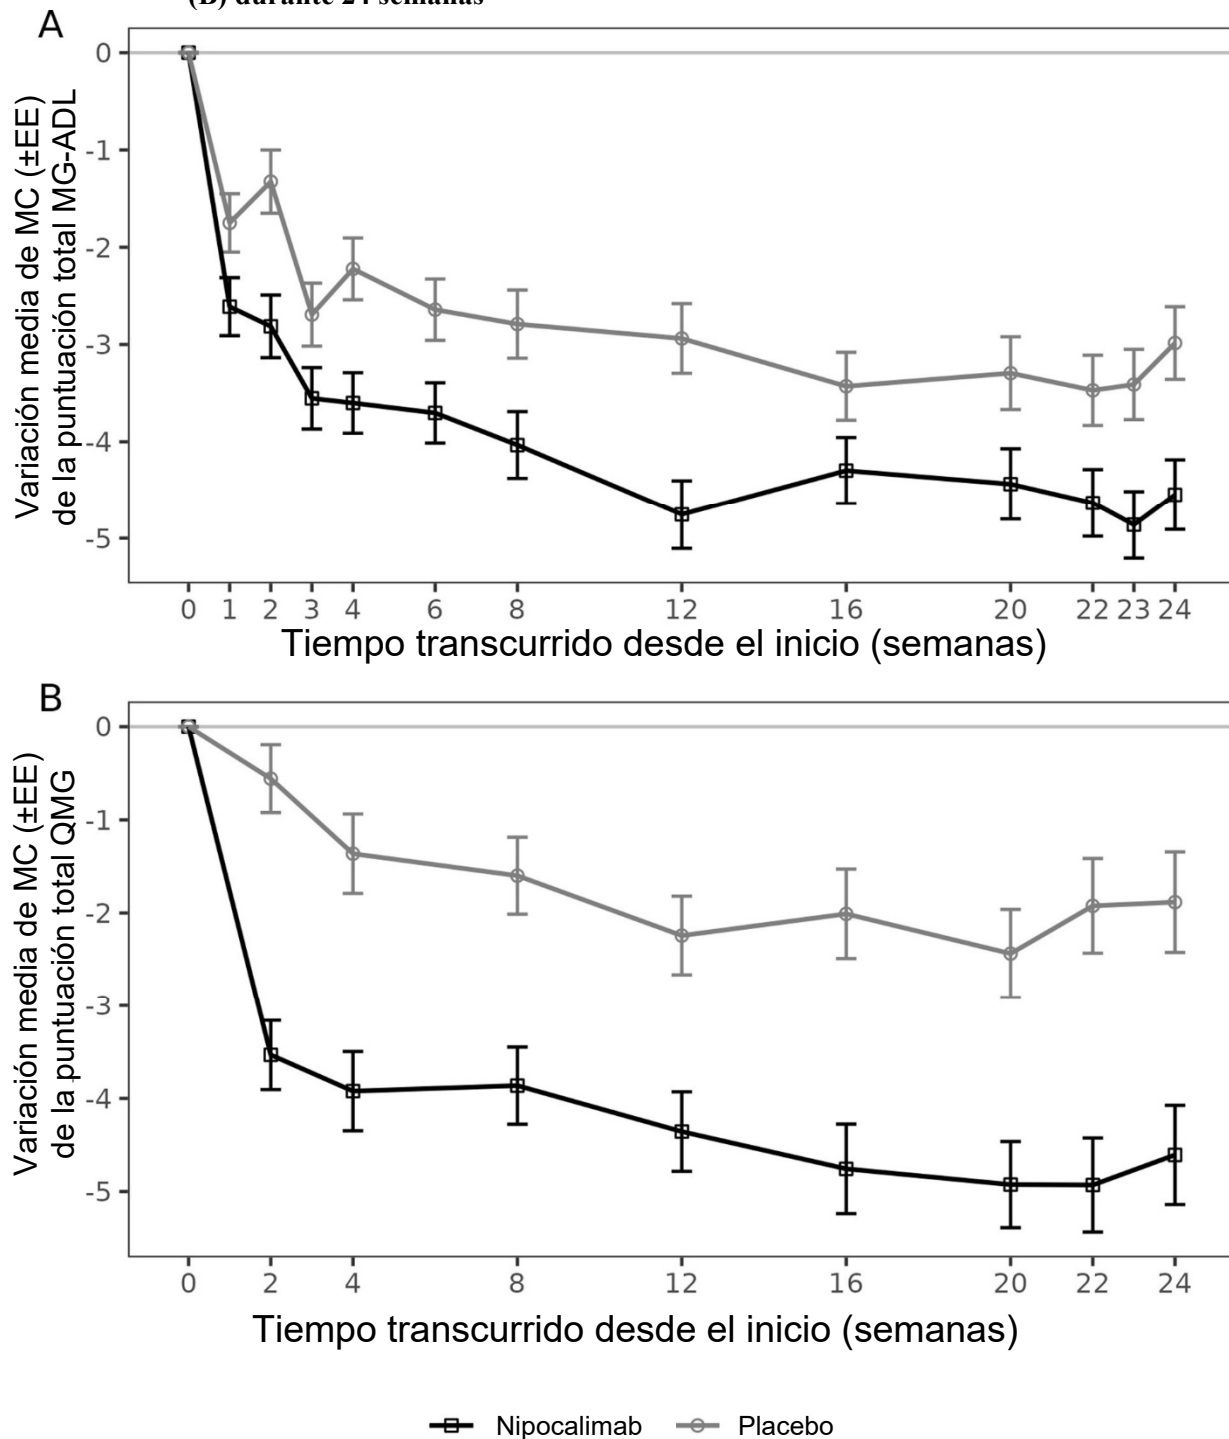 (B) durante 24 semanas
A
Variación media de MC (±EE)
de la puntuación total MG-ADL
0
-1
-2
-3
-4
-5
0 1 2 3 4 6 8 12 16 20 22 23 24
Tiempo transcurrido desde el inicio (semanas)
B
Variación media de MC (±EE)
de la puntuación total QMG
0
-1
-2
-3
-4
-5
0 2 4 8 12 16 20 22 24
Tiempo transcurrido desde el inicio (semanas)
Nipocalimab Placebo